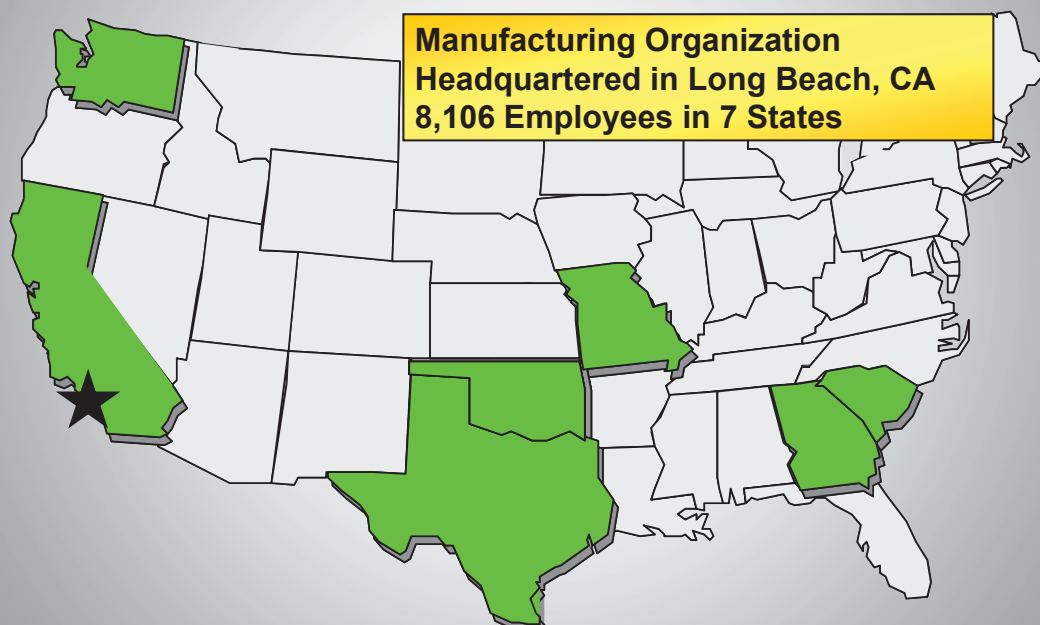 Manufacturing Organization
Headquartered in Long Beach, CA
8,106 Employees in 7 States